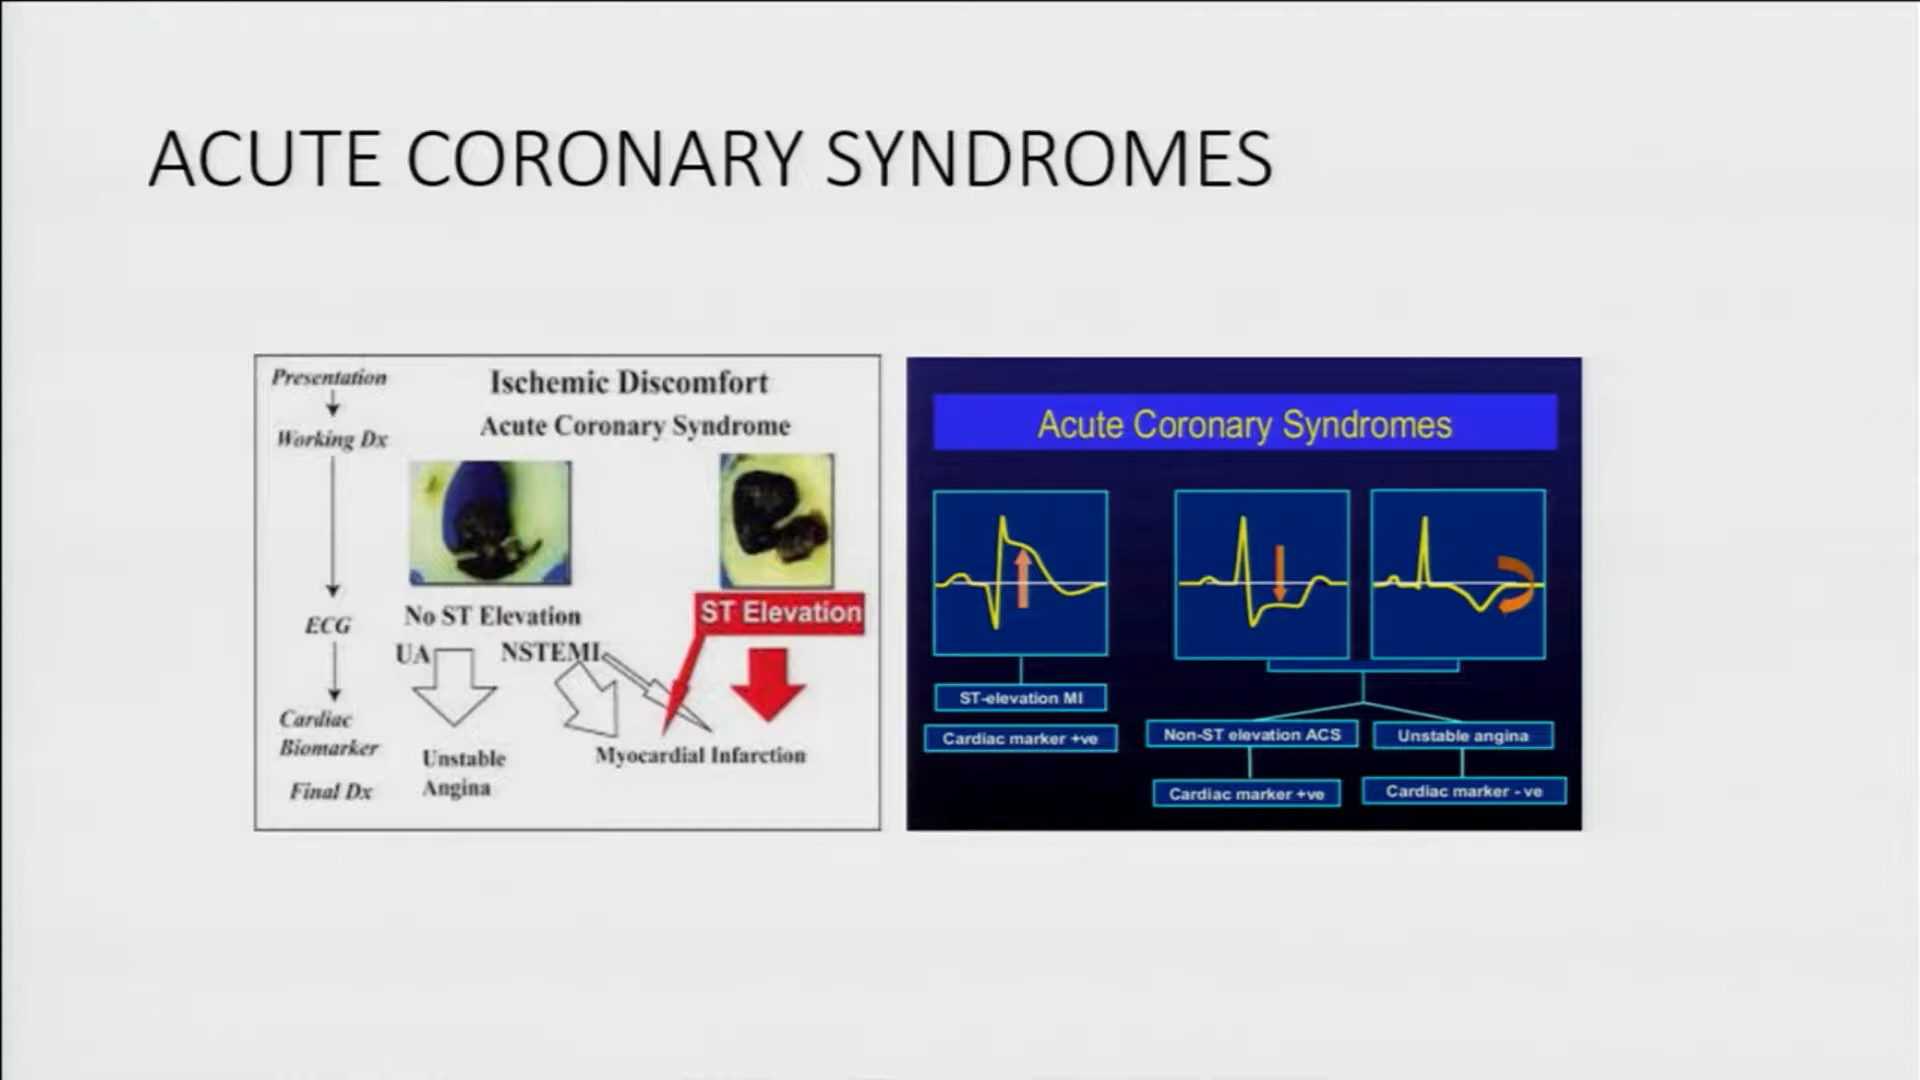 ACUTE CORONARY SYNDROMES
Presentation
Working Dx
ECG
Cardiac
Biomarker
Final Dx
Ischemic Discomfort
Acute Coronary Syndrome
No ST Elevation
ST Elevation
UA
NSTEMI
Unstable
Angina
Myocardial Infarction
Acute Coronary Syndromes
ST-elevation MI
Cardiac marker +ve
Non-ST elevation ACS
Unstable angina
Cardiac marker +ve
Cardiac marker - ve